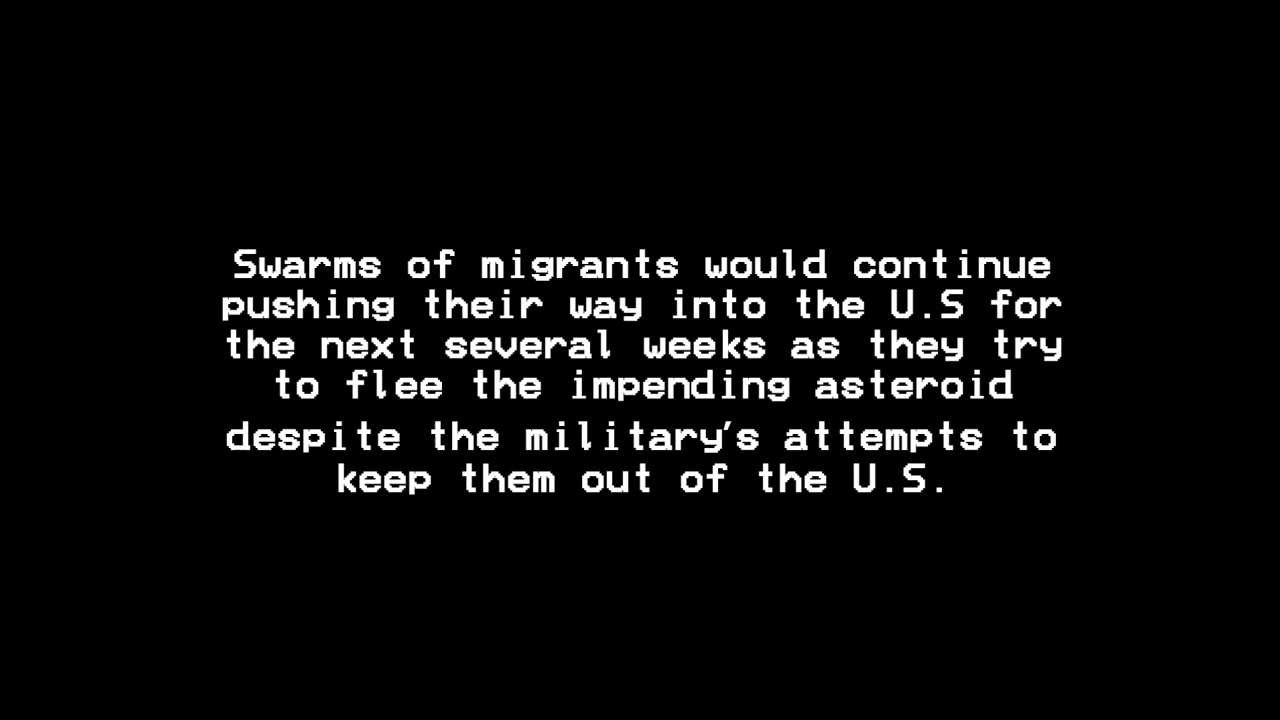 Swarms of migrants would continue
pushing their way into the U.S for
the next several weeks as they try
to flee the impending asteroid
despite the military's attempts to
keep them out of the U.S.